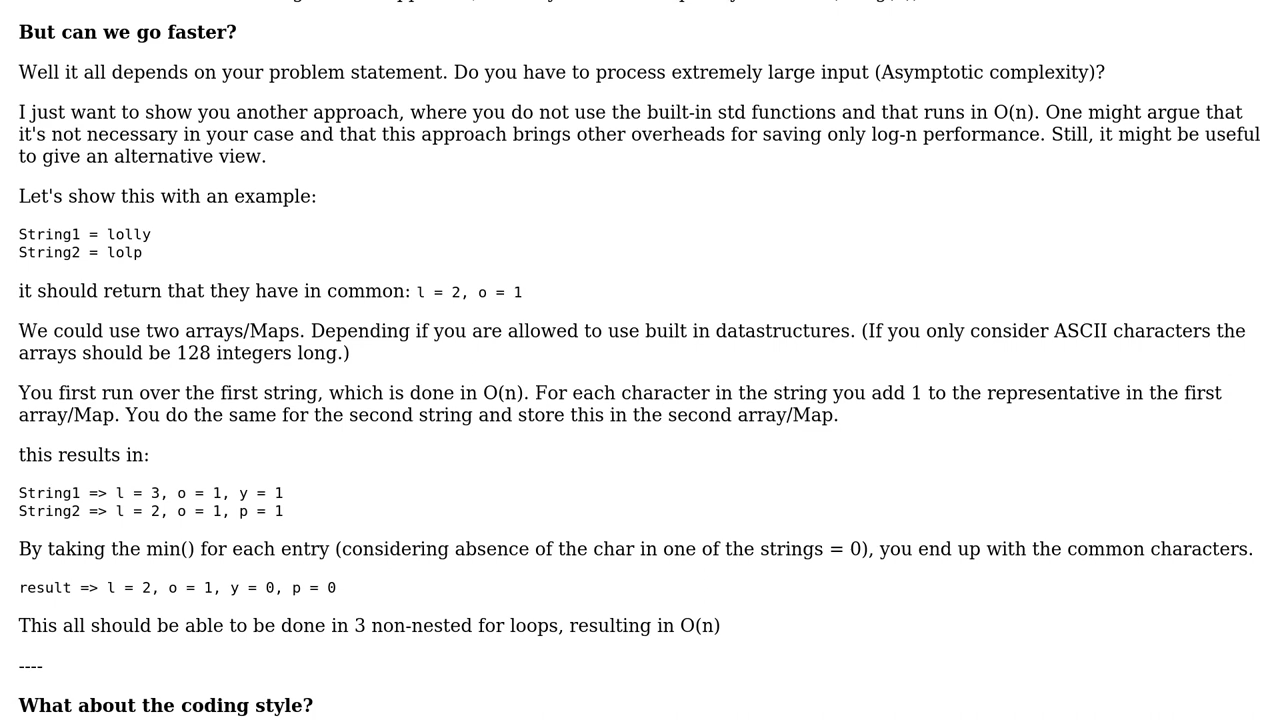 But can we go faster?
Well it all depends on your problem statement. Do you have to process extremely large input (Asymptotic complexity)?
I just want to show you another approach, where you do not use the built-in std functions and that runs in O(n). One might argue that
it's not necessary in your case and that this approach brings other overheads for saving only log-n performance. Still, it might be useful
to give an alternative view.
Let's show this with an example:
String1 = lolly
String2 = lolp
it should return that they have in common: l = 2, o = 1
We could use two arrays/Maps. Depending if you are allowed to use built in datastructures. (If you only consider ASCII characters the
arrays should be 128 integers long.)
You first run over the first string, which is done in O(n). For each character in the string you add 1 to the representative in the first
array/Map. You do the same for the second string and store this in the second array/Map.
this results in:
String1 => l = 3, o = 1, y = 1
String2 => l = 2, o = 1, p = 1
By taking the min() for each entry (considering absence of the char in one of the strings = 0), you end up with the common characters.
result => l = 2, o = 1, y = 0, p = 0
This all should be able to be done in 3 non-nested for loops, resulting in O(n)
----
What about the coding style?